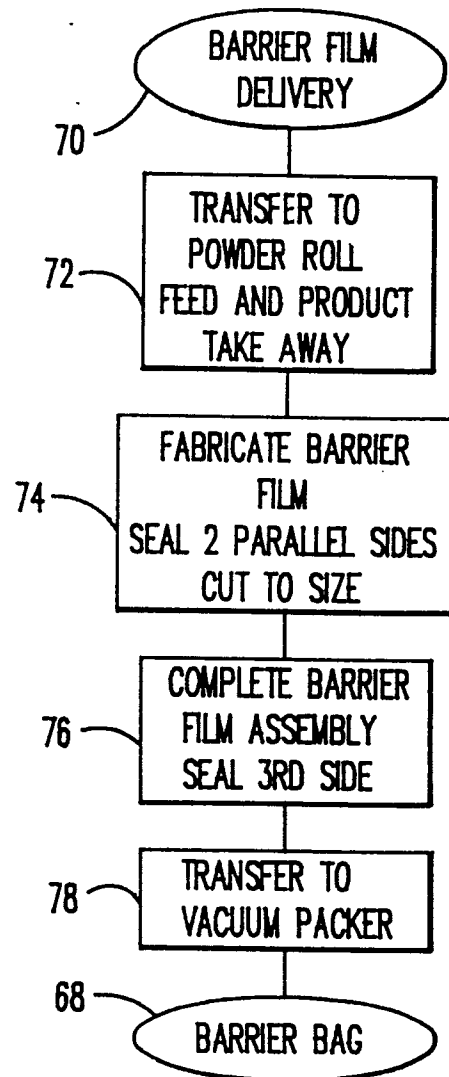 BARRIER FILM
DELIVERY
70
TRANSFER TO
POWDER ROLL
FEED AND PRODUCT
TAKE AWAY
72
FABRICATE BARRIER
FILM
SEAL 2 PARALLEL SIDES
CUT TO SIZE
74
COMPLETE BARRIER
FILM ASSEMBLY
SEAL 3RD SIDE
76
TRANSFER TO
VACUUM PACKER
78
68
BARRIER BAG